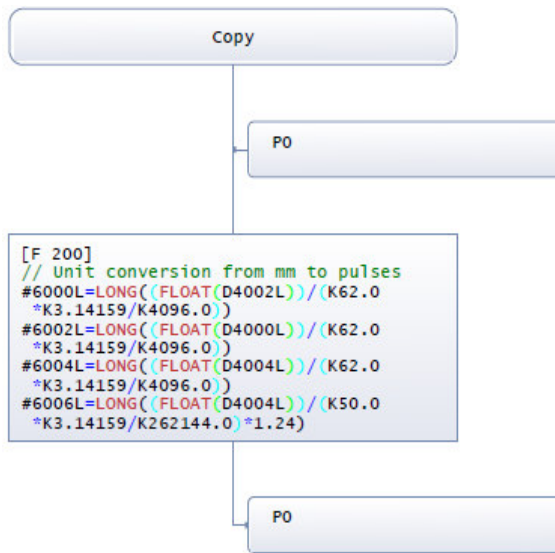 Copy
P0
[F 200]
// Unit conversion from mm to pulses
#6000L=LONG((FLOAT(D4002L))/(K62.0
*K3.14159/K4096.0))
#6002L=LONG((FLOAT(D4000L))/(K62.0
*K3.14159/K4096.0))
#6004L=LONG((FLOAT(D4004L))/(K62.0
*K3.14159/K4096.0))
#6006L=LONG((FLOAT(D4004L))/(K50.0
*K3.14159/K262144.0)*1.24)
P0